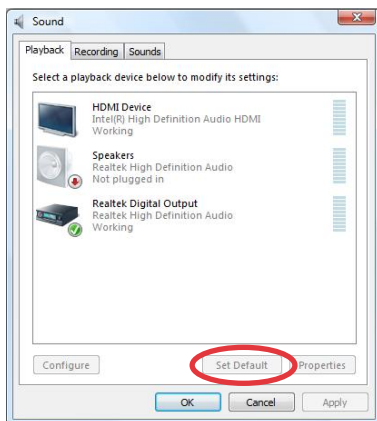 Sound
Playback Recording Sounds
Select a playback device below to modify its settings:
HDMI Device
Intel(R) High Definition Audio HDMI
Working
Speakers
Realtek High Definition Audio
Not plugged in
Realtek Digital Output
Realtek High Definition Audio
Working
Configure Set Default Properties
OK Cancel Apply